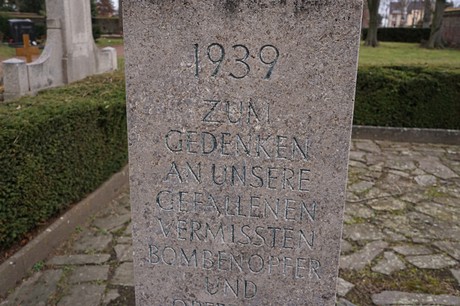 1939
ZUM
GEDENKEN
AN UNSERE
GEFALLENEN
VERMISSTEN
BOMBENOPFER
UND